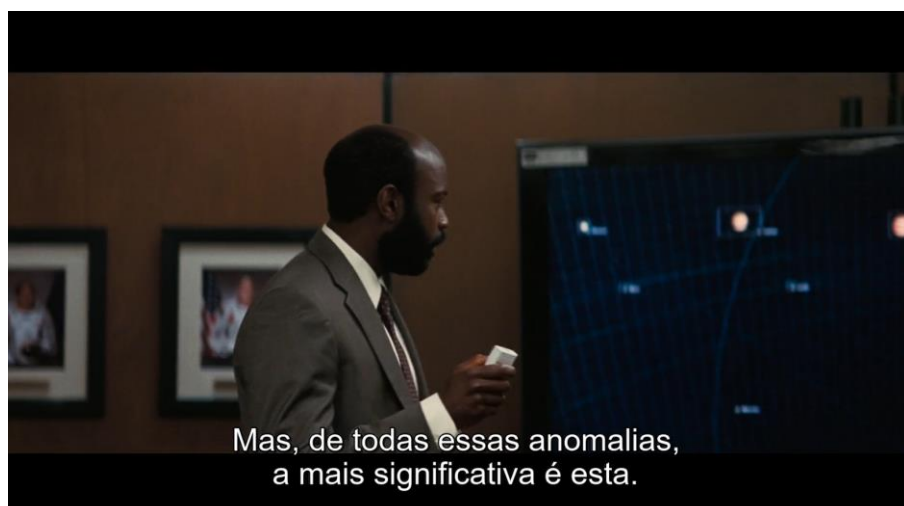 Mas, de todas essas anomalias,
a mais significativa é esta.